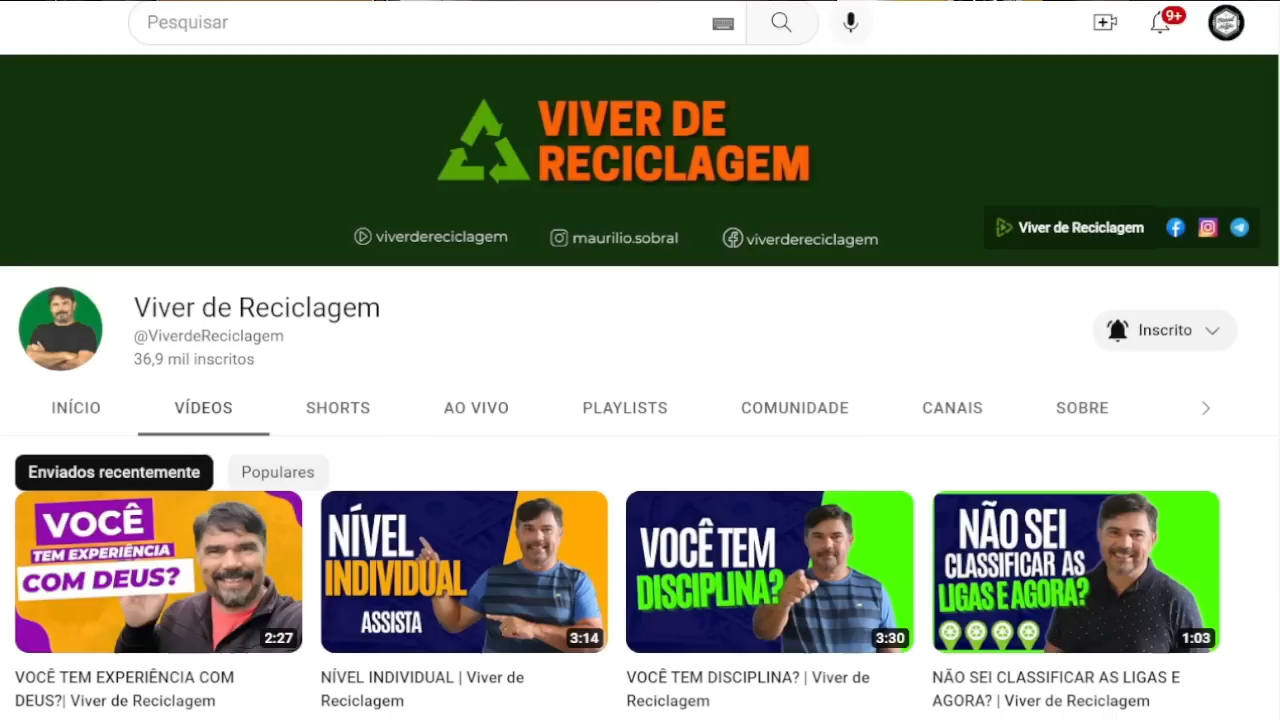 Pesquisar
9+
VIVER DE
RECICLAGEM
viverdereciclagem
maurilio.sobral
viverdereciclagem
Viver de Reciclagem
Viver de Reciclagem
@ViverdeReciclagem
36,9 mil inscritos
Inscrito
INÍCIO
VÍDEOS
SHORTS
AO VIVO
PLAYLISTS
COMUNIDADE
CANAIS
SOBRE
Enviados recentemente
Populares
VOCÊ
TEM EXPERIÊNCIA
COM DEUS?
2:27
NÍVEL
INDIVIDUAL
ASSISTA
3:14
VOCÊ TEM
DISCIPLINA?
3:30
NÃO SEI
CLASSIFICAR AS
LIGAS E AGORA?
1:03
VOCÊ TEM EXPERIÊNCIA COM
DEUS?| Viver de Reciclagem
NÍVEL INDIVIDUAL | Viver de
Reciclagem
VOCÊ TEM DISCIPLINA? | Viver de
Reciclagem
NÃO SEI CLASSIFICAR AS LIGAS E
AGORA? | Viver de Reciclagem